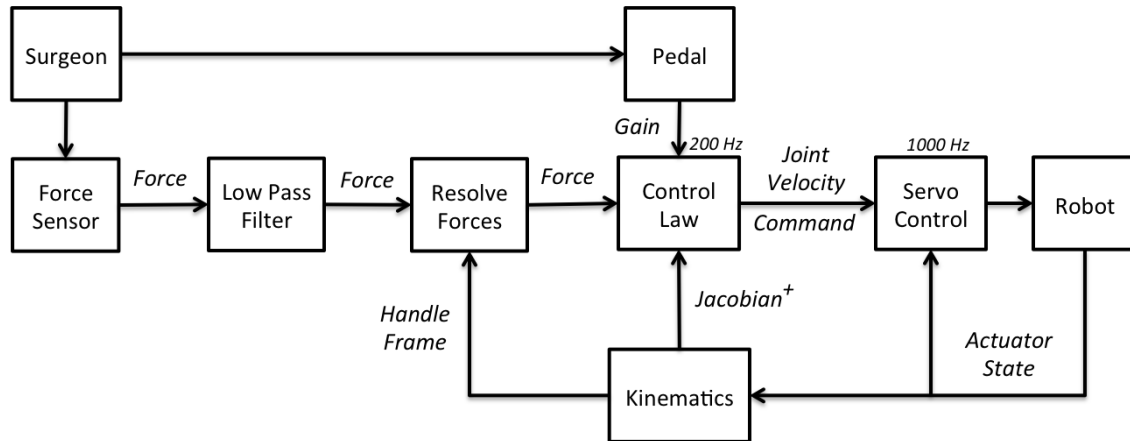 Surgeon
Pedal
Gain
200 Hz
1000 Hz
Force
Sensor
Force
Low Pass
Filter
Force
Resolve
Forces
Force
Control
Law
Joint
Velocity
Command
Servo
Control
Robot
Handle
Frame
Jacobian⁺
Actuator
State
Kinematics